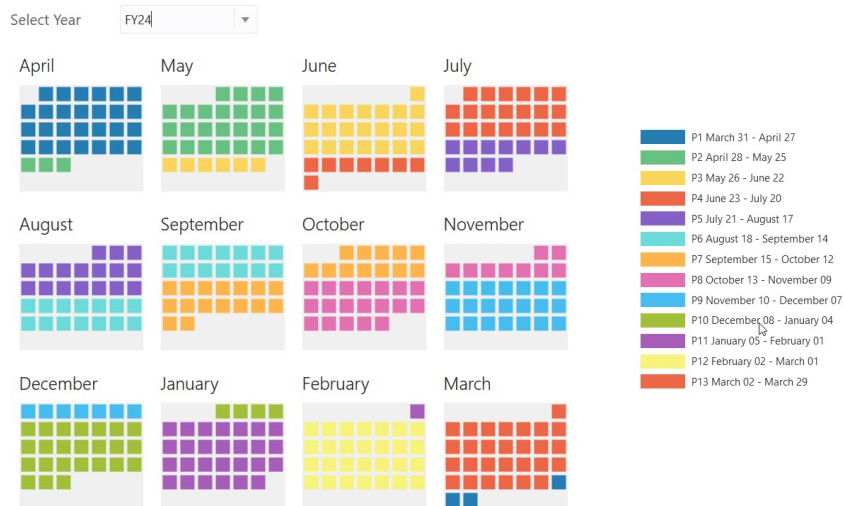 Select Year FY24
April May June July
August September October November
December January February March
P1 March 31 - April 27
P2 April 28 - May 25
P3 May 26 - June 22
P4 June 23 - July 20
P5 July 21 - August 17
P6 August 18 - September 14
P7 September 15 - October 12
P8 October 13 - November 09
P9 November 10 - December 07
P10 December 08 - January 04
P11 January 05 - February 01
P12 February 02 - March 01
P13 March 02 - March 29